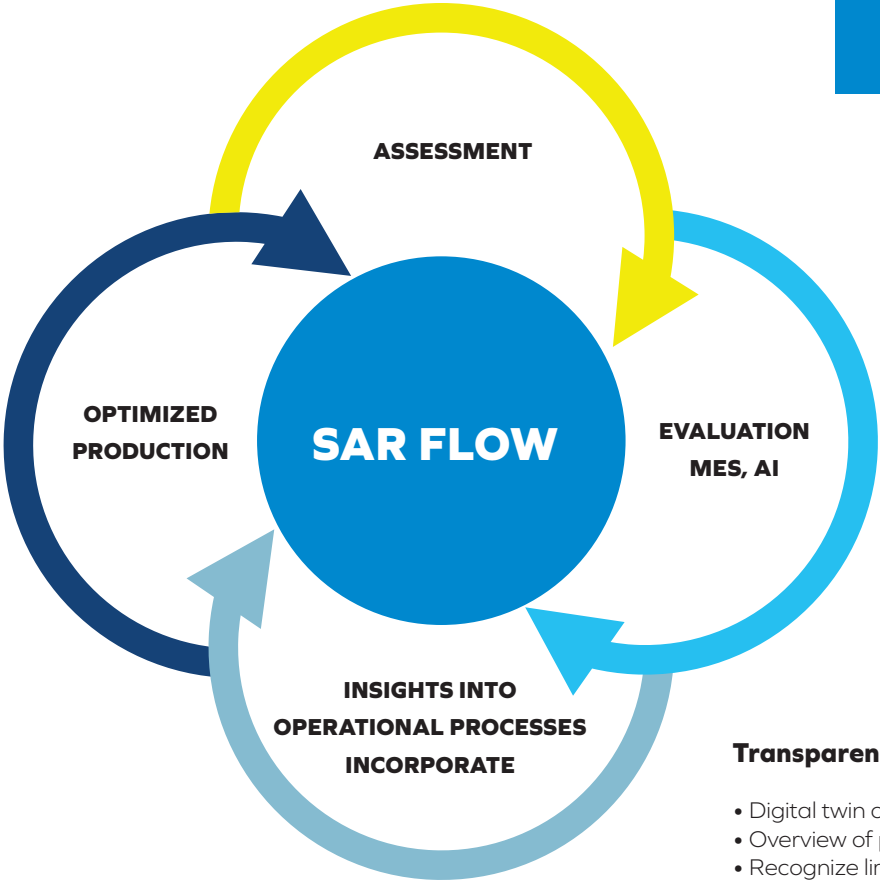 ASSESSMENT
OPTIMIZED
PRODUCTION
SAR FLOW
EVALUATION
MES, AI
INSIGHTS INTO
OPERATIONAL PROCESSES
INCORPORATE
Transparen
• Digital twin
• Overview of
• Recognize